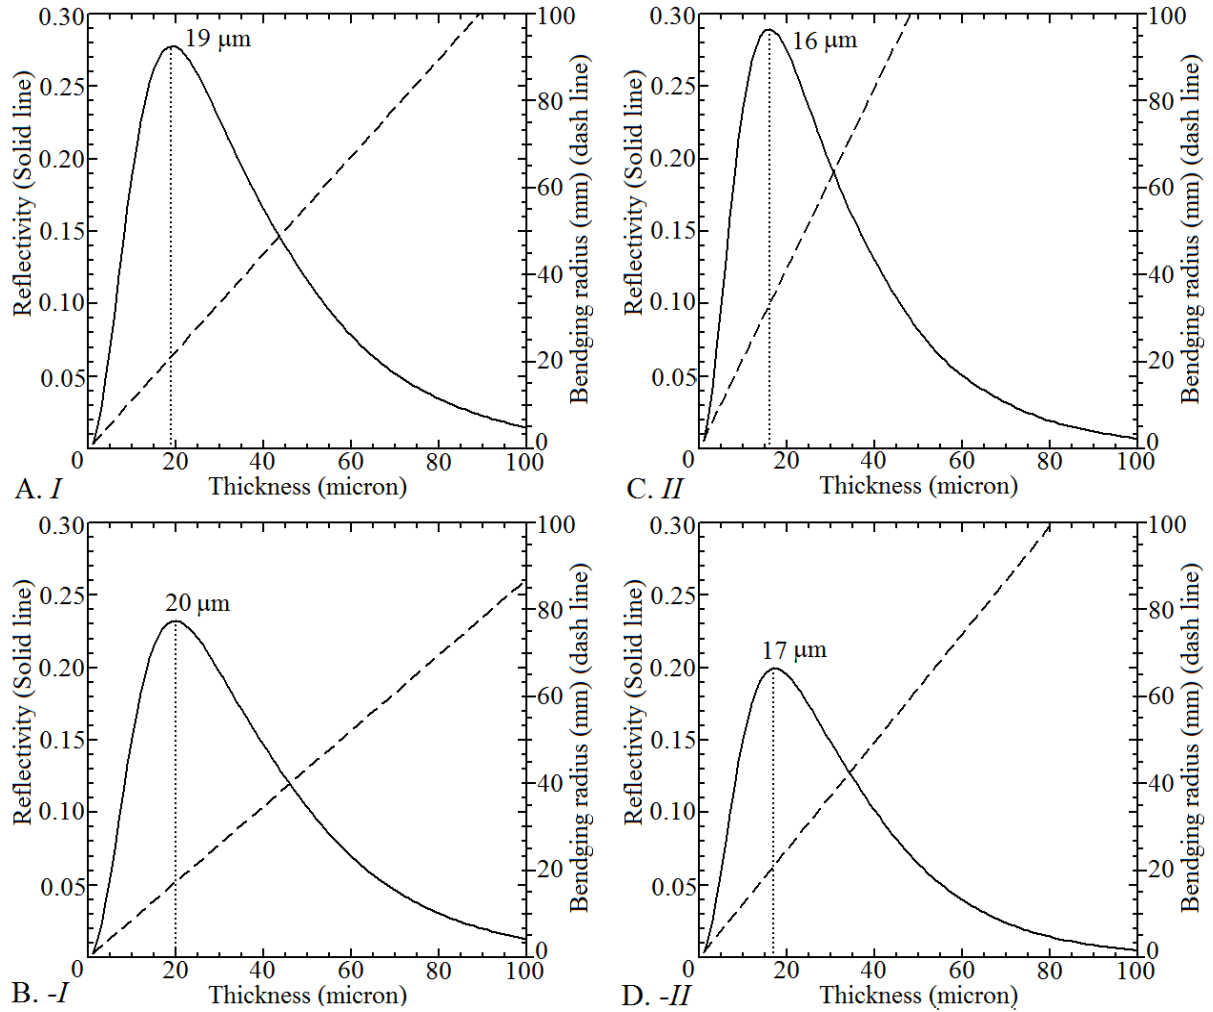 0.30
0.25
0.20
0.15
0.10
0.05
Reflectivity (Solid line)
19 μm
100
80
60
40
20
0
Bendging radius (mm) (dash line)
0 20 40 60 80 100
Thickness (micron)
A. I
0.30
0.25
0.20
0.15
0.10
0.05
Reflectivity (Solid line)
16 μm
100
80
60
40
20
0
Bendging radius (mm) (dash line)
0 20 40 60 80 100
Thickness (micron)
C. II
0.30
0.25
0.20
0.15
0.10
0.05
Reflectivity (Solid line)
20 μm
100
80
60
40
20
0
Bendging radius (mm) (dash line)
0 20 40 60 80 100
Thickness (micron)
B. -I
0.30
0.25
0.20
0.15
0.10
0.05
Reflectivity (Solid line)
17 μm
100
80
60
40
20
0
Bendging radius (mm) (dash line)
0 20 40 60 80 100
Thickness (micron)
D. -II